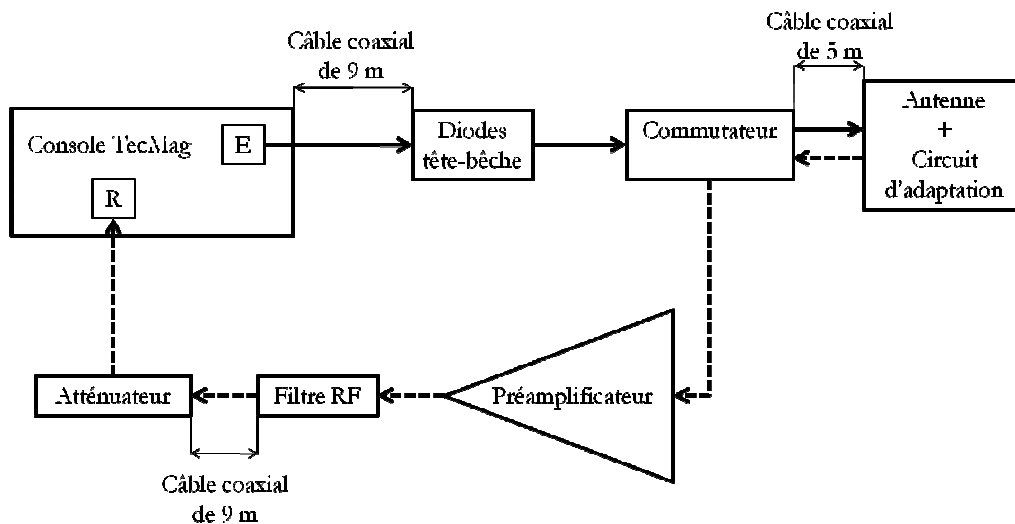 Câble coaxial
de 9 m
Câble coaxial
de 5 m
Console TecMag
E
R
Diodes
tête-bêche
Commutateur
Antenne
+
Circuit
d'adaptation
Atténuateur
Filtre RF
Préamplificateur
Câble coaxial
de 9 m